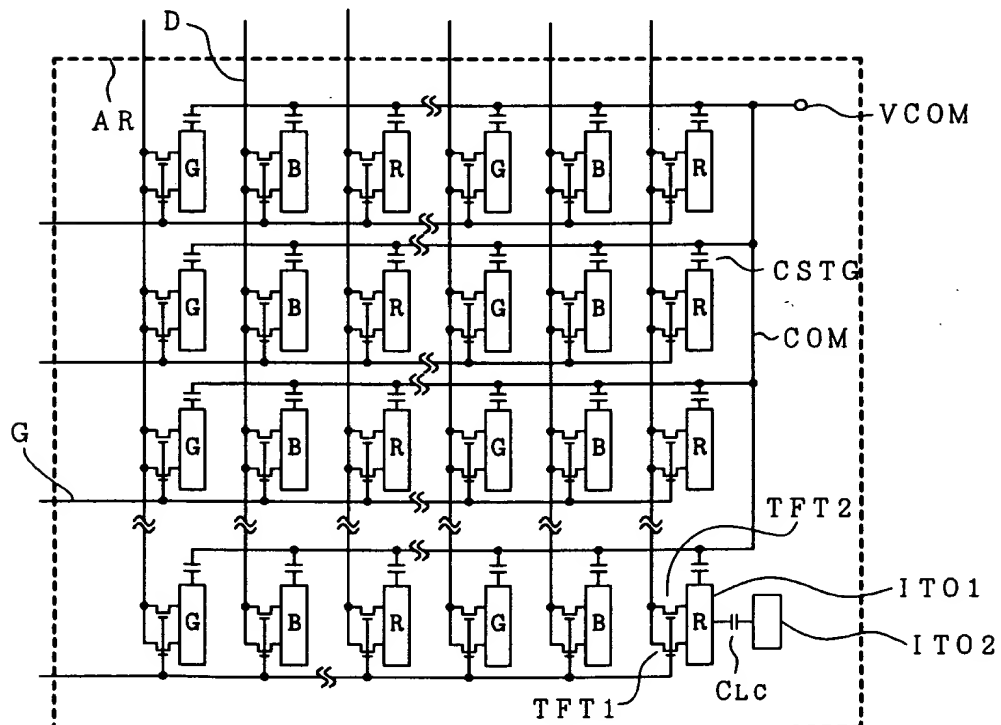 D
AR
VCOM
G B R G B R
CSTG
G B R G B R
COM
G B R G B R
G
TFT2
ITO1
G B R G B R
ITO2
CLC
TFT1